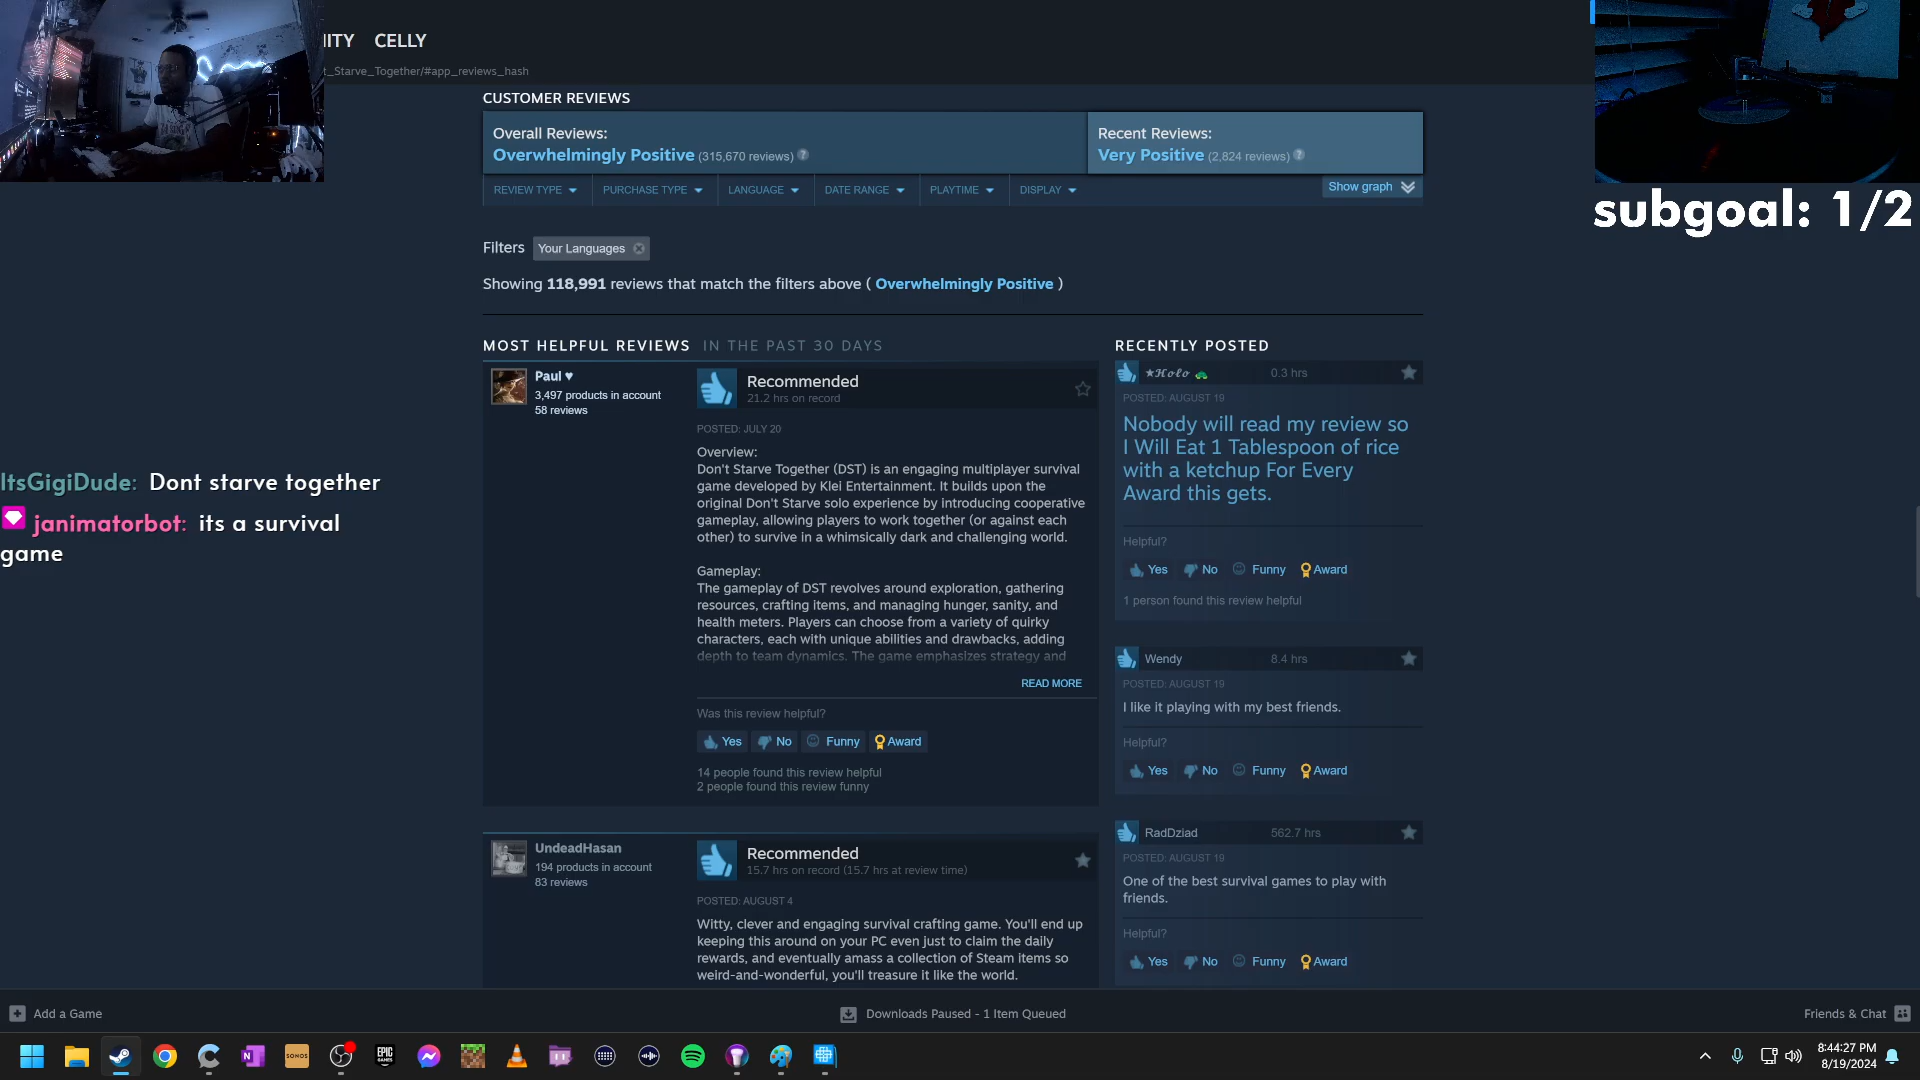 ITY CELLY
t_Starve_Together/#app_reviews_hash
subgoal: 1/2
CUSTOMER REVIEWS
Overall Reviews:
Overwhelmingly Positive (315,670 reviews) ?
Recent Reviews:
Very Positive (2,824 reviews) ?
REVIEW TYPE PURCHASE TYPE LANGUAGE DATE RANGE PLAYTIME DISPLAY
Show graph
Filters Your Languages
Showing 118,991 reviews that match the filters above ( Overwhelmingly Positive )
ItsGigiDude: Dont starve together
janimatorbot: its a survival
game
MOST HELPFUL REVIEWS IN THE PAST 30 DAYS
Paul ♥
3,497 products in account
58 reviews
Recommended
21.2 hrs on record
POSTED: JULY 20
Overview:
Don't Starve Together (DST) is an engaging multiplayer survival
game developed by Klei Entertainment. It builds upon the
original Don't Starve solo experience by introducing cooperative
gameplay, allowing players to work together (or against each
other) to survive in a whimsically dark and challenging world.
Gameplay:
The gameplay of DST revolves around exploration, gathering
resources, crafting items, and managing hunger, sanity, and
health meters. Players can choose from a variety of quirky
characters, each with unique abilities and drawbacks, adding
depth to team dynamics. The game emphasizes strategy and
READ MORE
Was this review helpful?
Yes No Funny Award
14 people found this review helpful
2 people found this review funny
UndeadHasan
194 products in account
83 reviews
Recommended
15.7 hrs on record (15.7 hrs at review time)
POSTED: AUGUST 4
Witty, clever and engaging survival crafting game. You'll end up
keeping this around on your PC even just to claim the daily
rewards, and eventually amass a collection of Steam items so
weird-and-wonderful, you'll treasure it like the world.
RECENTLY POSTED
★𝓗𝓸𝓵𝓸 🐢 0.3 hrs
POSTED: AUGUST 19
Nobody will read my review so
I Will Eat 1 Tablespoon of rice
with a ketchup For Every
Award this gets.
Helpful?
Yes No Funny Award
1 person found this review helpful
Wendy 8.4 hrs
POSTED: AUGUST 19
I like it playing with my best friends.
Helpful?
Yes No Funny Award
RadDziad 562.7 hrs
POSTED: AUGUST 19
One of the best survival games to play with
friends.
Helpful?
Yes No Funny Award
Add a Game
Downloads Paused - 1 Item Queued
Friends & Chat
SONOS
EPIC
GAMES
8:44:27 PM
8/19/2024